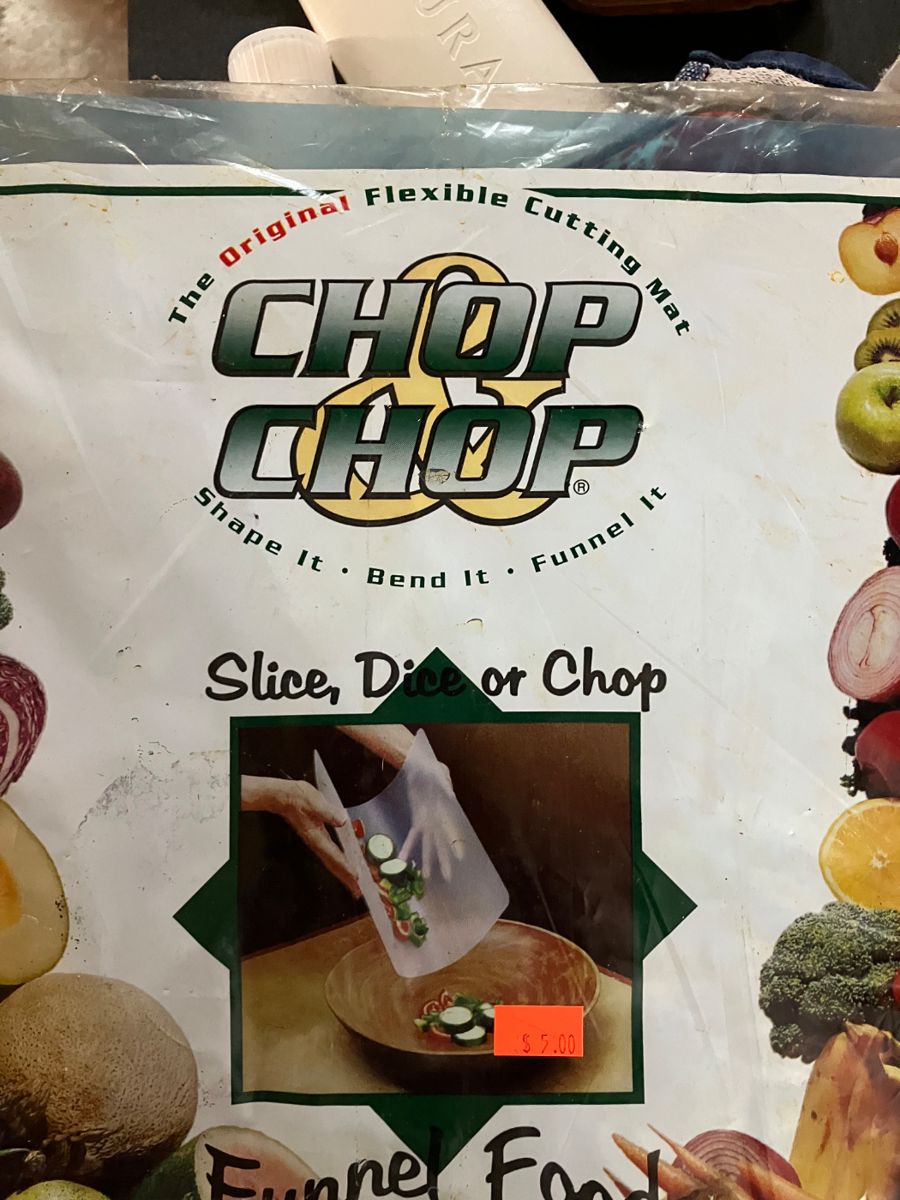 URA
The Original Flexible Cutting Mat
CHOP
&
CHOP®
Shape It • Bend It • Funnel It
Slice, Dice or Chop
$ 5.00
Funnel Food